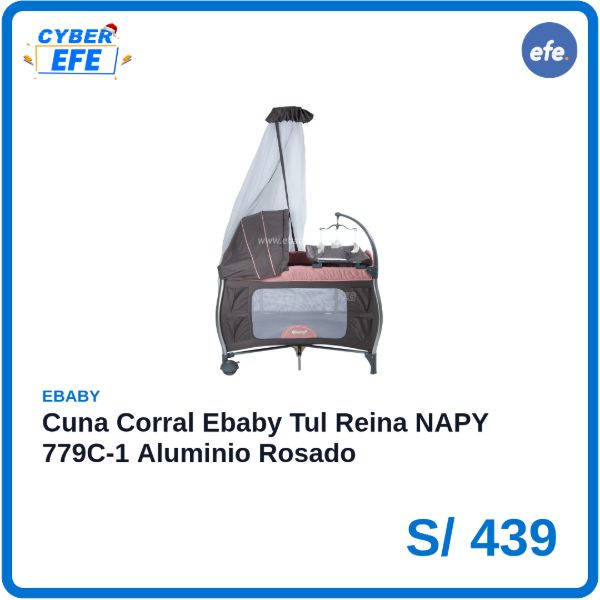 CYBER
EFE
efe.
EBABY
Cuna Corral Ebaby Tul Reina NAPY
779C-1 Aluminio Rosado
S/ 439